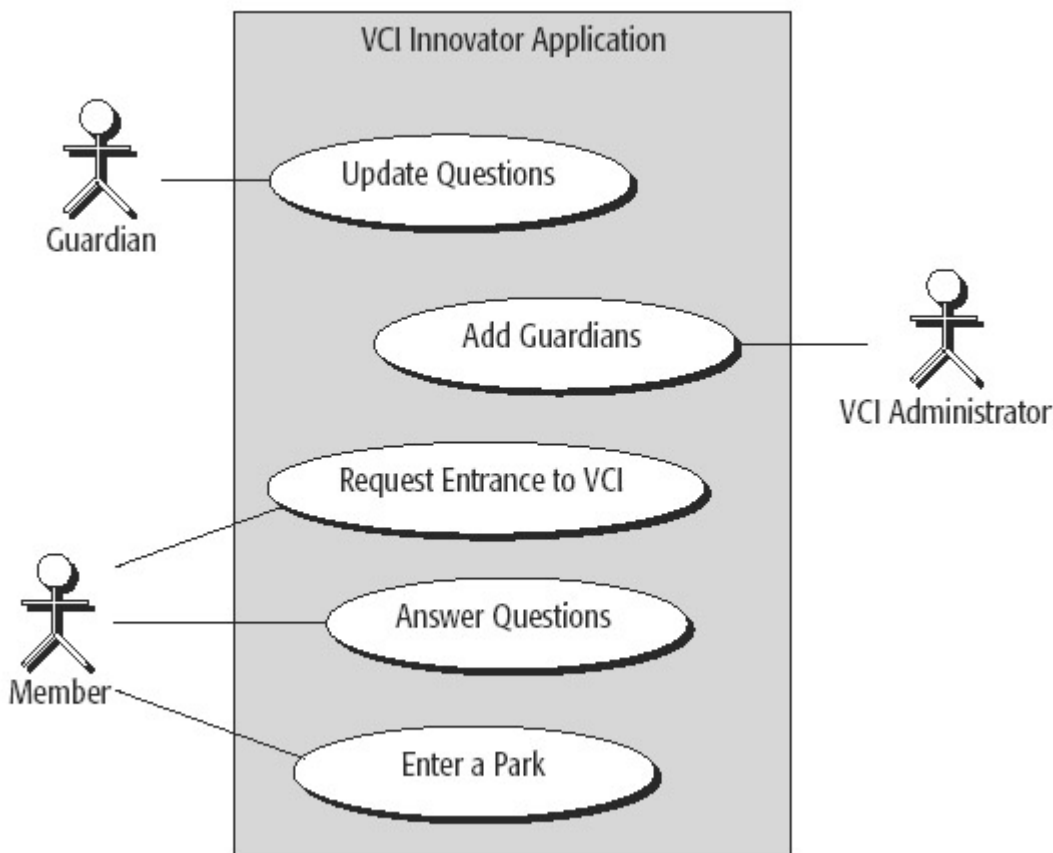 VCI Innovator Application
Update Questions
Guardian
Add Guardians
VCI Administrator
Request Entrance to VCI
Answer Questions
Member
Enter a Park